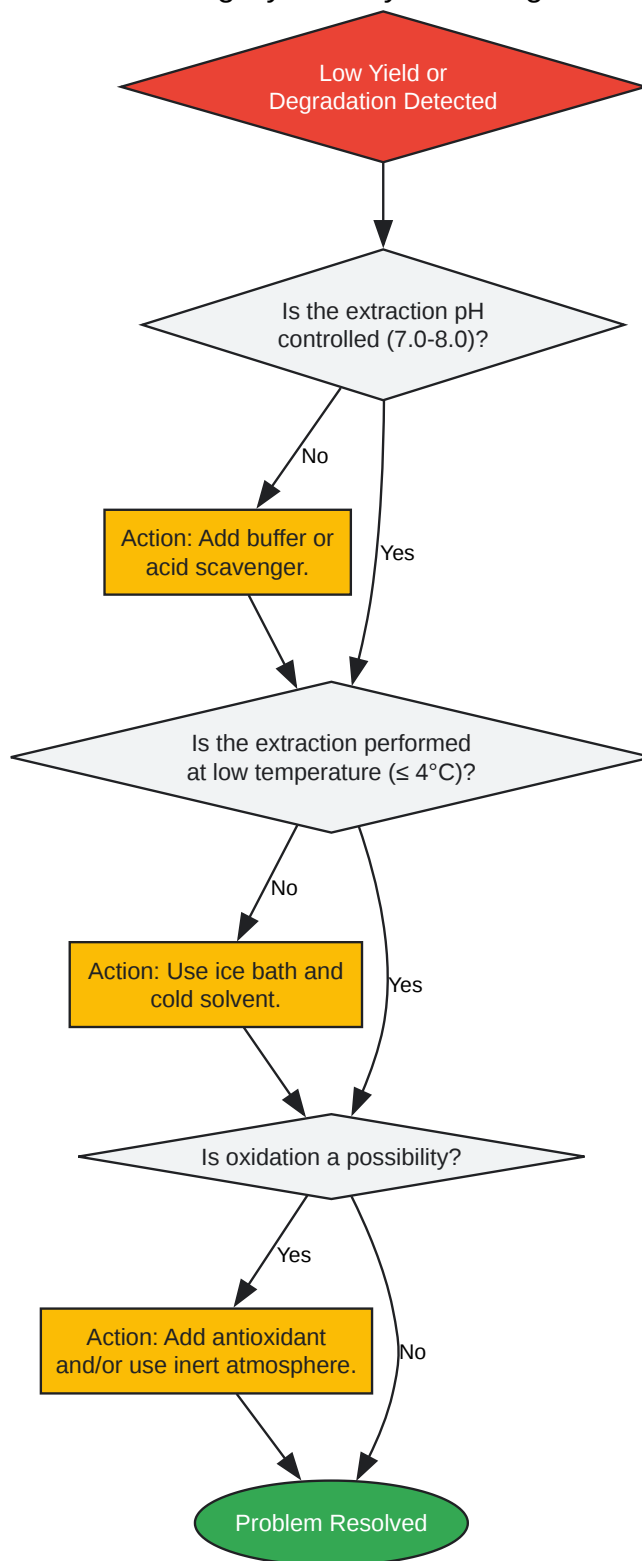 Low Yield or
Degradation Detected
Is the extraction pH
controlled (7.0-8.0)?
No
Action: Add buffer or
acid scavenger.
Yes
Is the extraction performed
at low temperature (≤ 4°C)?
No
Action: Use ice bath and
cold solvent.
Yes
Is oxidation a possibility?
Yes
Action: Add antioxidant
and/or use inert atmosphere.
No
Problem Resolved